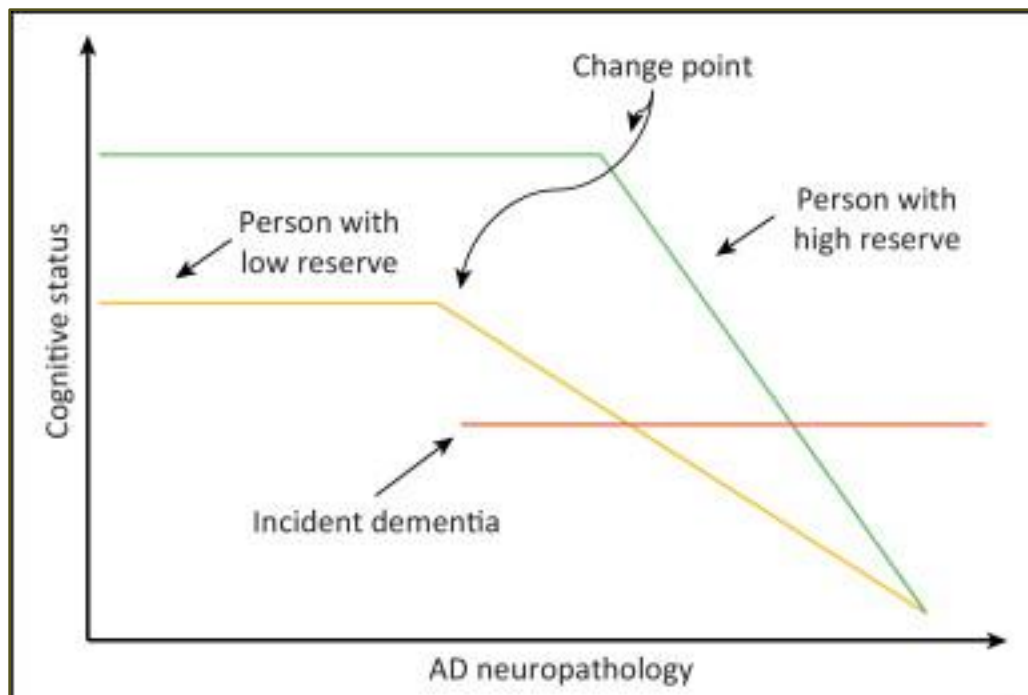 Change point
Person with
low reserve
Person with
high reserve
Cognitive status
Incident dementia
AD neuropathology